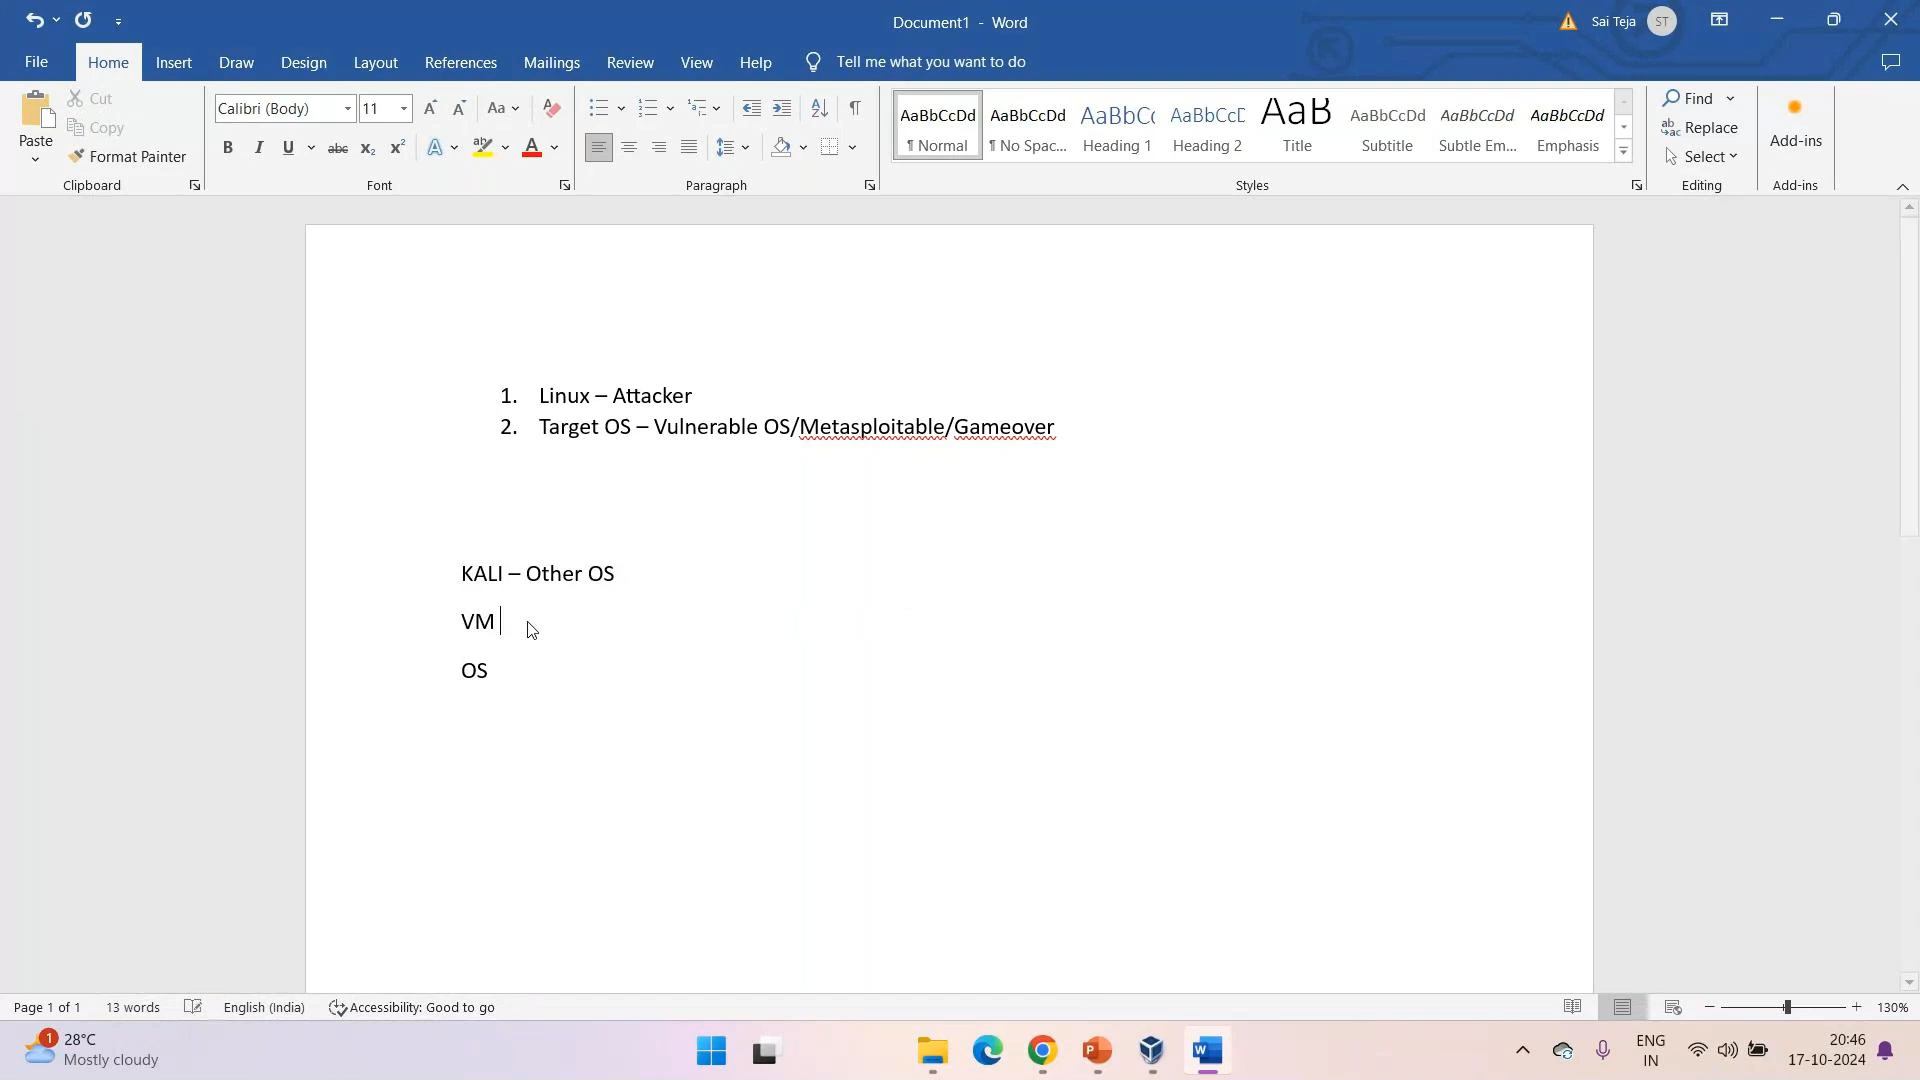 Document1 - Word
Sai Teja
ST
File
Home
Insert
Draw
Design
Layout
References
Mailings
Review
View
Help
Tell me what you want to do
Paste
Cut
Copy
Format Painter
Clipboard
Calibri (Body)
11
Font
Paragraph
AaBbCcDd
¶ Normal
AaBbCcDd
¶ No Spac...
AaBbCc
Heading 1
AaBbCcD
Heading 2
AaB
Title
AaBbCcDd
Subtitle
AaBbCcDd
Subtle Em...
AaBbCcDd
Emphasis
Styles
Find
Replace
Select
Editing
Add-ins
Add-ins
1. Linux – Attacker
2. Target OS – Vulnerable OS/Metasploitable/Gameover
KALI – Other OS
VM
OS
Page 1 of 1
13 words
English (India)
Accessibility: Good to go
130%
1
28°C
Mostly cloudy
ENG
IN
20:46
17-10-2024